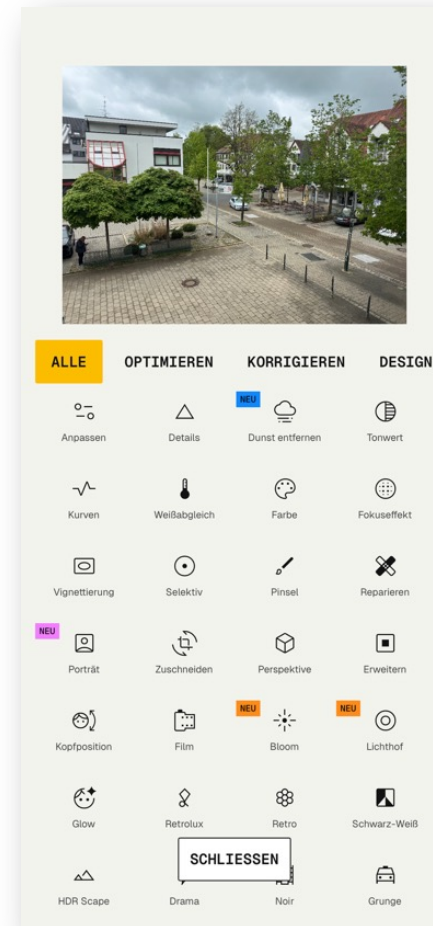 ALLE OPTIMIEREN KORRIGIEREN DESIGN
NEU
Anpassen Details Dunst entfernen Tonwert
Kurven Weißabgleich Farbe Fokuseffekt
Vignettierung Selektiv Pinsel Reparieren
NEU
Porträt Zuschneiden Perspektive Erweitern
NEU NEU
Kopfposition Film Bloom Lichthof
Glow Retrolux Retro Schwarz-Weiß
SCHLIESSEN
HDR Scape Drama Noir Grunge